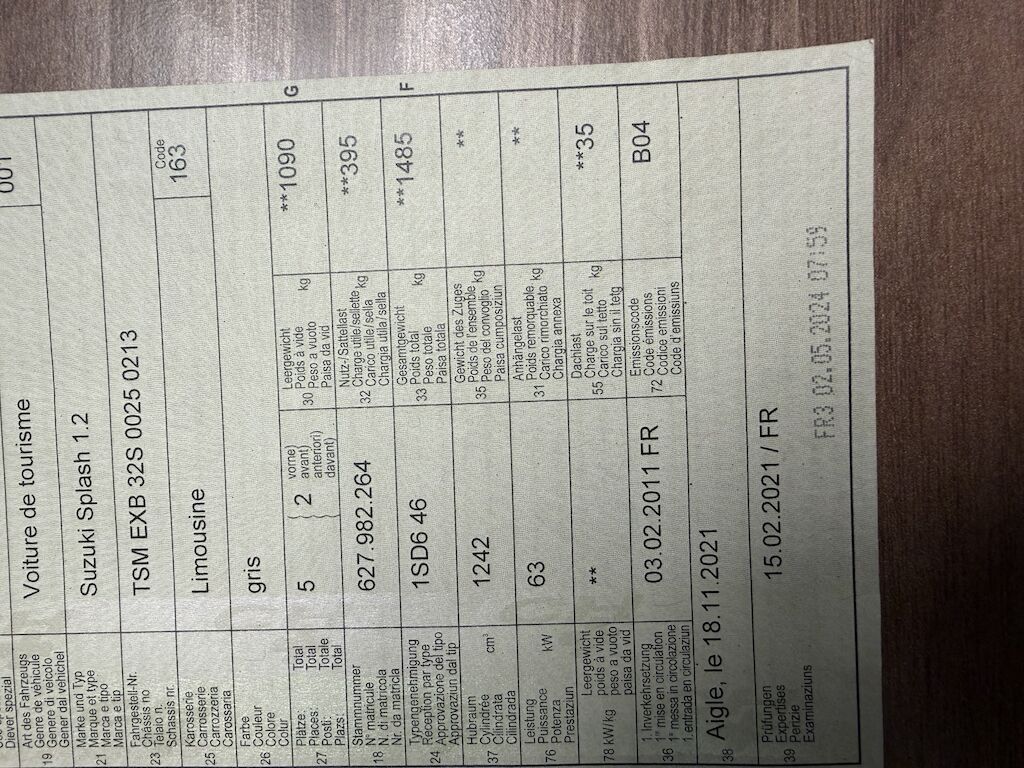 001
Diever spezial
Art des Fahrzeugs
Genre de véhicule
19 Genere di veicolo
Gener dal vehichel
Voiture de tourisme
Marke und Typ
Marque et type
21 Marca e tipo
Marca e tip
Suzuki Splash 1.2
Fahrgestell-Nr.
Châssis no
23 Telaio n.
Schassis nr.
TSM EXB 32S 0025 0213
Karosserie
Carrosserie
25 Carrozzeria
Carossaria
Limousine
Code
163
Farbe
Couleur
26 Colore
Colur
gris
Plätze: Total
Places: Total
27 Posti: Totale
Plazs: Total
5
2
vorne)
avant)
anteriori)
davant)
Leergewicht
30 Poids à vide kg
Peso a vuoto
Paisa da vid
**1090
G
Stammnummer
N° matricule
18 N. di matricola
Nr. da matricla
627.982.264
Nutz-/Sattellast
Charge utile/sellette kg
32 Carico utile/sella
Chargia utila/sella
**395
Typengenehmigung
Réception par type
24 Approvazione del tipo
Approvaziun dal tip
1SD6 46
Gesamtgewicht
Poids total kg
33 Peso totale
Paisa totala
**1485
F
Hubraum
Cylindrée cm³
37 Cilindrata
Cilindrada
1242
Gewicht des Zuges
Poids de l'ensemble kg
35 Peso del convoglio
Paisa cumposiziun
**
Leistung
Puissance kW
76 Potenza
Prestaziun
63
Anhängelast
Poids remorquable kg
31 Carico rimorchiato
Chargia annexa
**
Leergewicht
poids à vide
78 kW/kg peso a vuoto
paisa da vid
**
Dachlast
Charge sur le toit kg
55 Carico sul tetto
Chargia sin il tetg
**35
1. Inverkehrsetzung
1re mise en circulation
36 1a messa in circolazione
1. entrada en circulaziun
03.02.2011 FR
Emissionscode
Code émissions
72 Codice emissioni
Code d'emissiuns
B04
38
Aigle, le 18.11.2021
Prüfungen
Expertises
39 Perizie
Examinaziuns
15.02.2021 / FR
FR3 02.05.2024 07:59